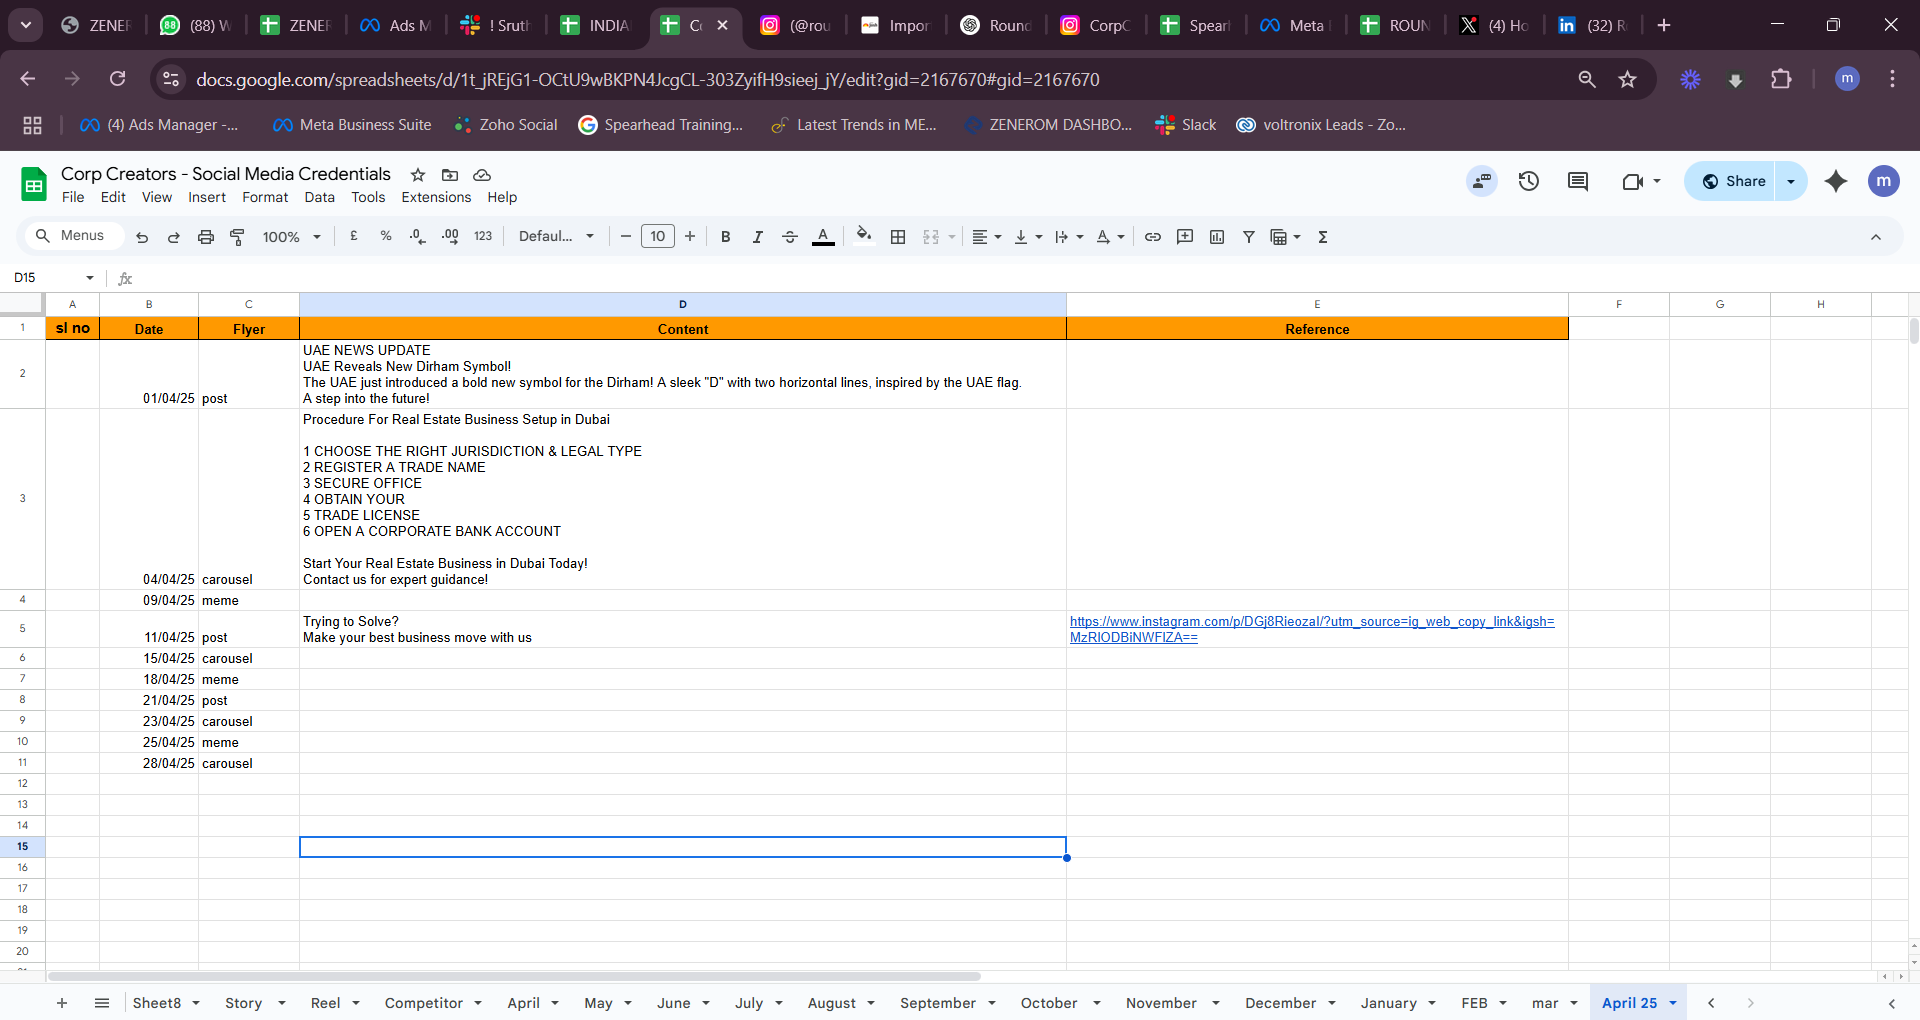 ZENER
(88) W
ZENER
Ads M
! Sruth
INDIA
Co
(@rou
Impor
Round
CorpC
Spearh
Meta
ROUN
(4) Ho
(32) R
docs.google.com/spreadsheets/d/1t_jREjG1-OCtU9wBKPN4JcgCL-303ZyifH9sieej_jY/edit?gid=2167670#gid=2167670
m
(4) Ads Manager -...
Meta Business Suite
Zoho Social
Spearhead Training...
Latest Trends in ME...
ZENEROM DASHBO...
Slack
voltronix Leads - Zo...
Corp Creators - Social Media Credentials
File Edit View Insert Format Data Tools Extensions Help
Share
m
Menus
100%
£ % .0 .00 123
Defaul...
10
B I A
D15
fx
A B C D E F G H
1 sl no Date Flyer Content Reference
2 01/04/25 post
UAE NEWS UPDATE
UAE Reveals New Dirham Symbol!
The UAE just introduced a bold new symbol for the Dirham! A sleek "D" with two horizontal lines, inspired by the UAE flag.
A step into the future!
3 04/04/25 carousel
Procedure For Real Estate Business Setup in Dubai
1 CHOOSE THE RIGHT JURISDICTION & LEGAL TYPE
2 REGISTER A TRADE NAME
3 SECURE OFFICE
4 OBTAIN YOUR
5 TRADE LICENSE
6 OPEN A CORPORATE BANK ACCOUNT
Start Your Real Estate Business in Dubai Today!
Contact us for expert guidance!
4 09/04/25 meme
5 11/04/25 post
Trying to Solve?
Make your best business move with us
https://www.instagram.com/p/DGj8Rieozal/?utm_source=ig_web_copy_link&igsh=
MzRlODBiNWFlZA==
6 15/04/25 carousel
7 18/04/25 meme
8 21/04/25 post
9 23/04/25 carousel
10 25/04/25 meme
11 28/04/25 carousel
12
13
14
15
16
17
18
19
20
Sheet8 Story Reel Competitor April May June July August September October November December January FEB mar April 25